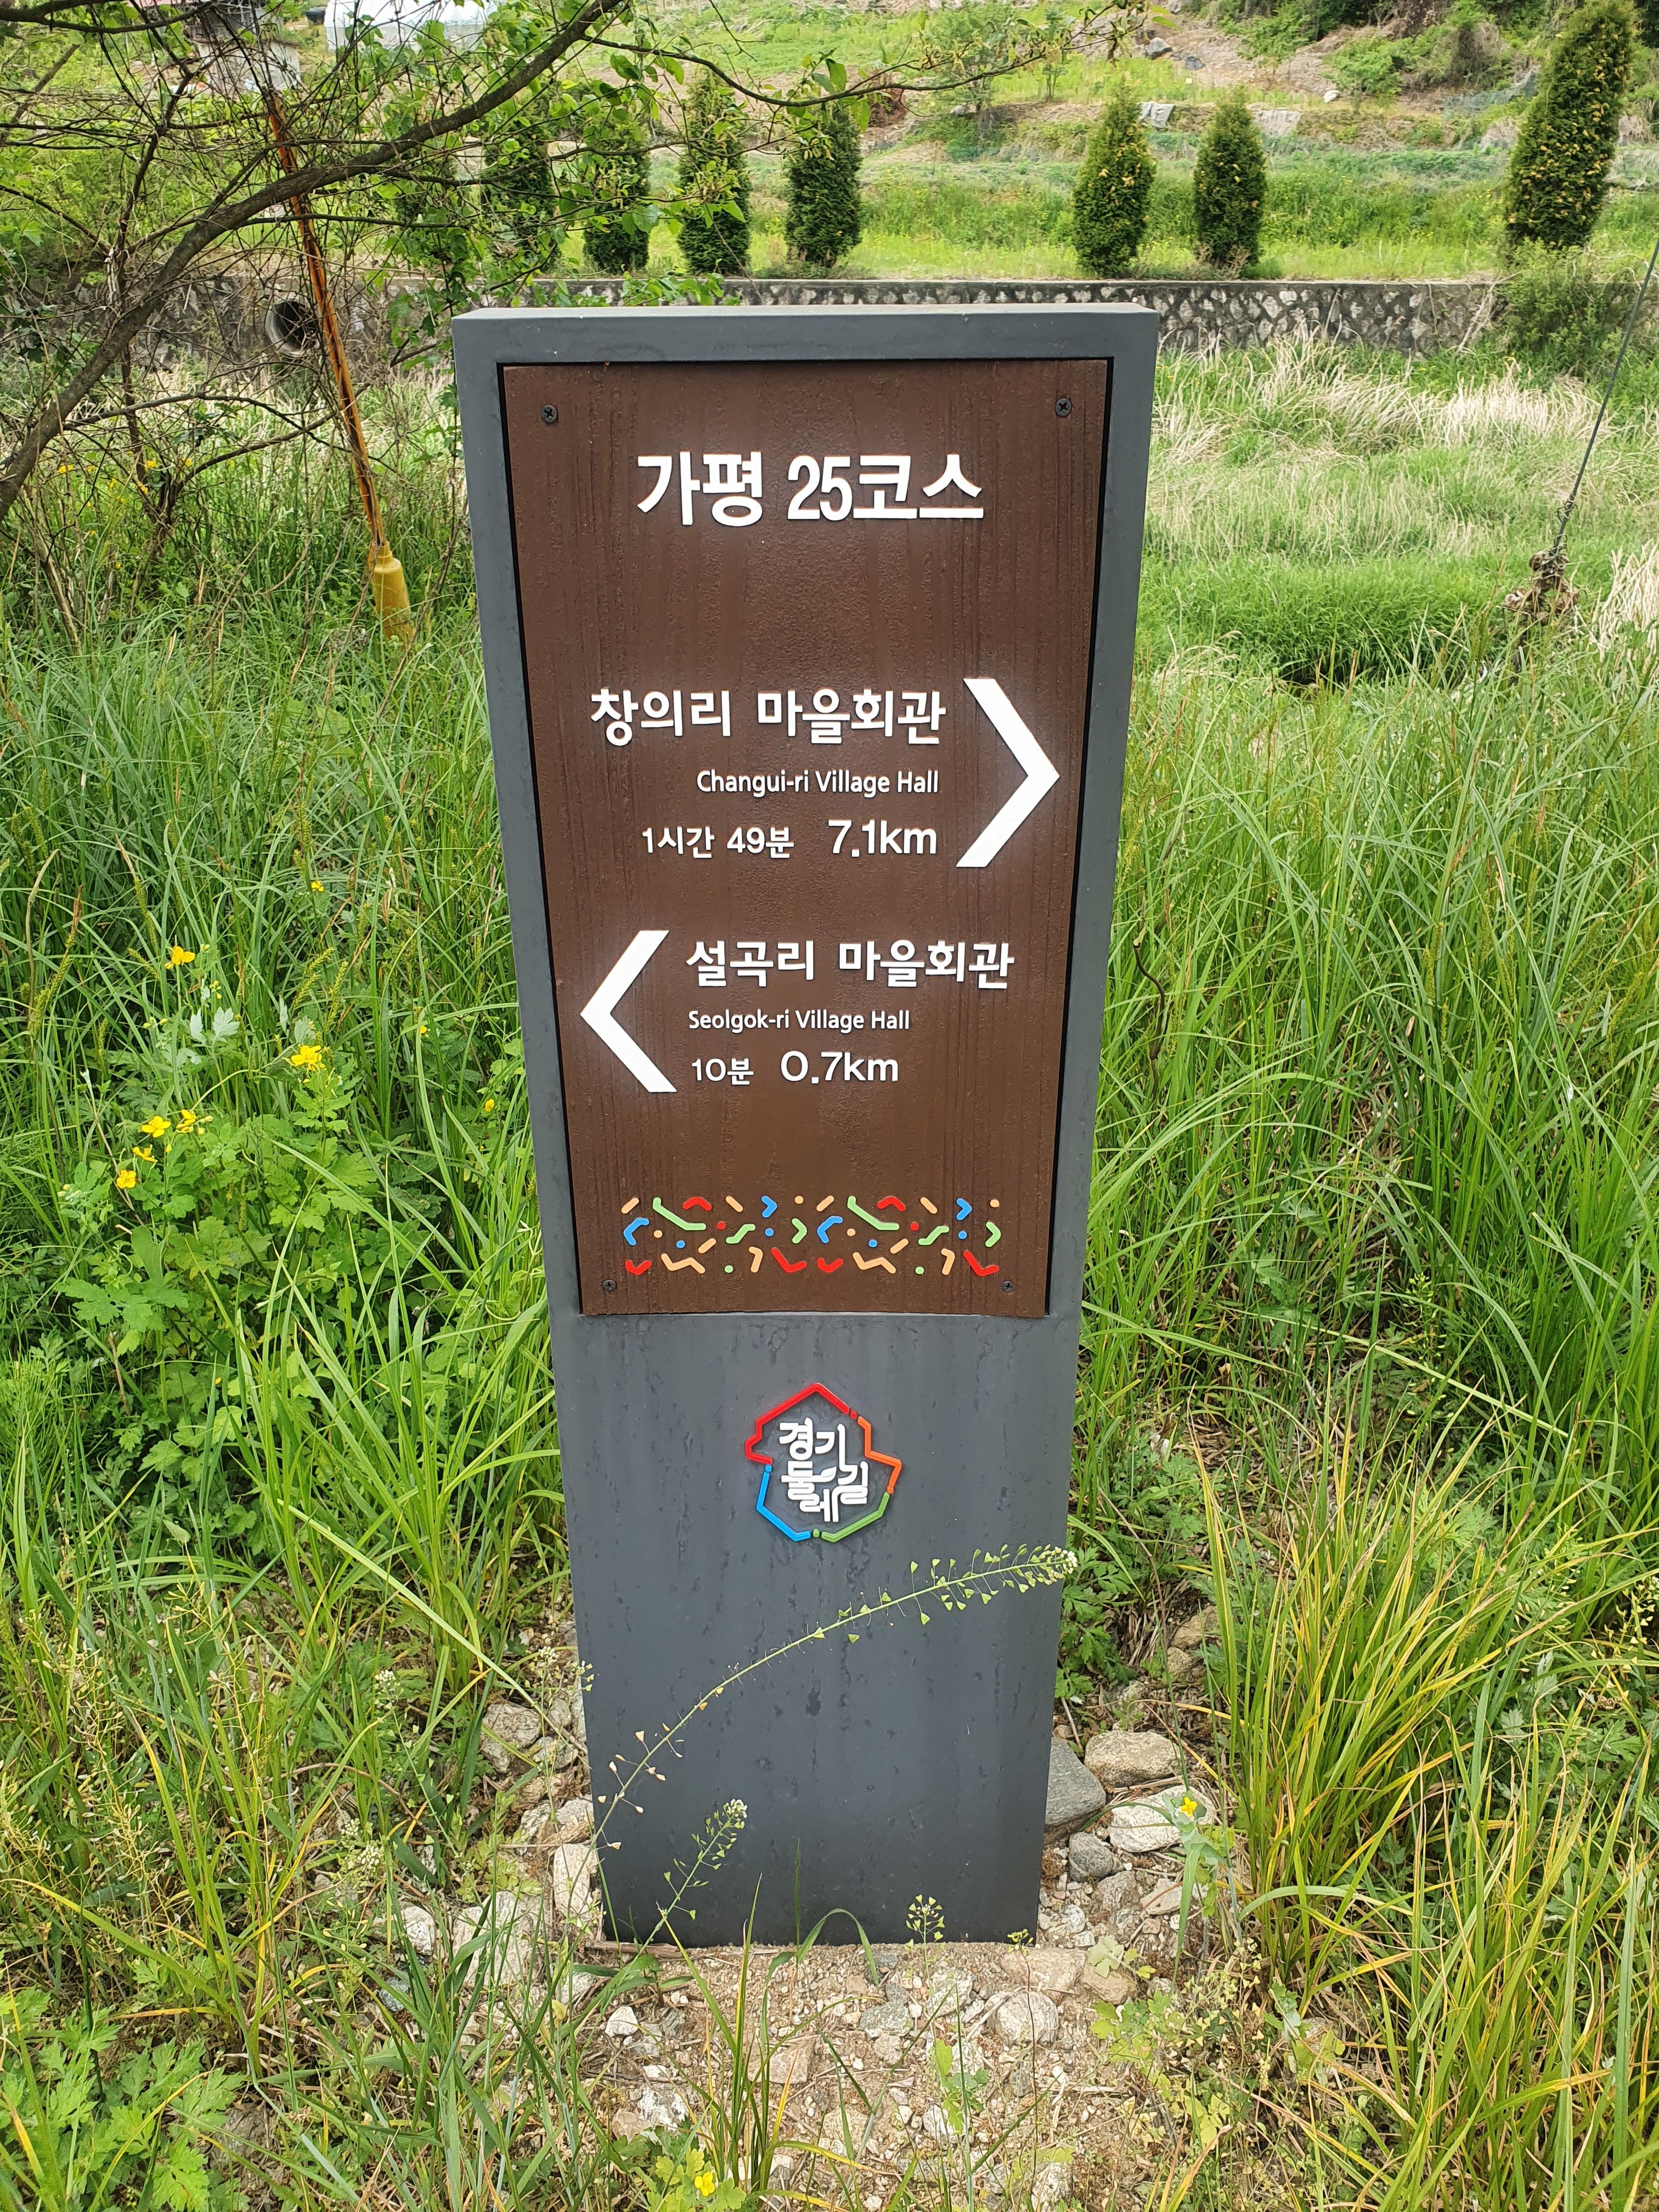 가평 25코스
창의리 마을회관
Changui-ri Village Hall
1시간 49분 7.1km
설곡리 마을회관
Seolgok-ri Village Hall
10분 0.7km
경기
둘레길